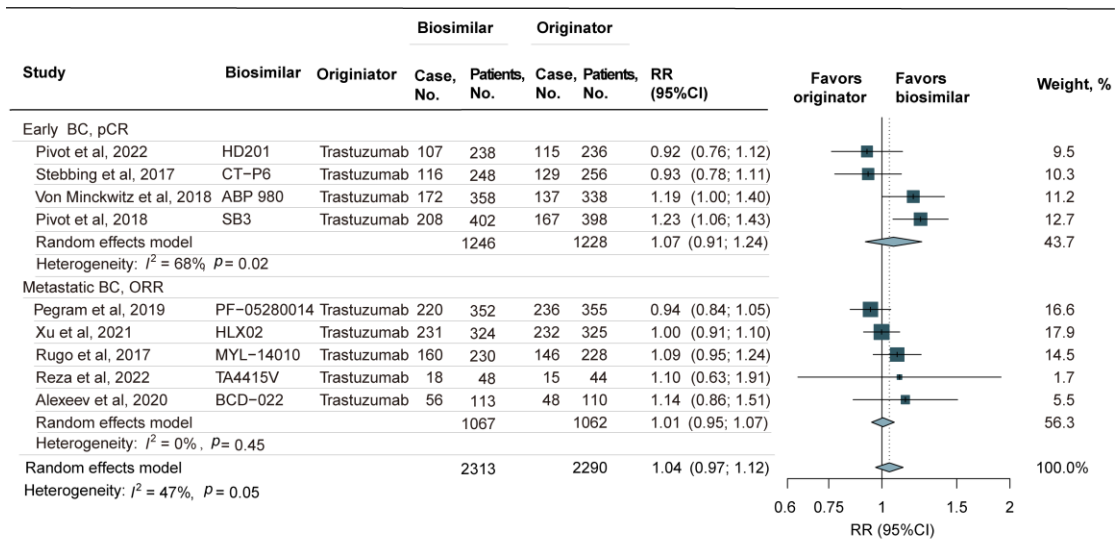 Biosimilar Originator
Study Biosimilar Originiator Case, No. Patients, No. Case, No. Patients, No. RR (95%CI) Favors originator Favors biosimilar Weight, %
Early BC, pCR
Pivot et al, 2022 HD201 Trastuzumab 107 238 115 236 0.92 (0.76; 1.12) 9.5
Stebbing et al, 2017 CT−P6 Trastuzumab 116 248 129 256 0.93 (0.78; 1.11) 10.3
Von Minckwitz et al, 2018 ABP 980 Trastuzumab 172 358 137 338 1.19 (1.00; 1.40) 11.2
Pivot et al, 2018 SB3 Trastuzumab 208 402 167 398 1.23 (1.06; 1.43) 12.7
Random effects model 1246 1228 1.07 (0.91; 1.24) 43.7
Heterogeneity: I² = 68%, p = 0.02
Metastatic BC, ORR
Pegram et al, 2019 PF−05280014 Trastuzumab 220 352 236 355 0.94 (0.84; 1.05) 16.6
Xu et al, 2021 HLX02 Trastuzumab 231 324 232 325 1.00 (0.91; 1.10) 17.9
Rugo et al, 2017 MYL−14010 Trastuzumab 160 230 146 228 1.09 (0.95; 1.24) 14.5
Reza et al, 2022 TA4415V Trastuzumab 18 48 15 44 1.10 (0.63; 1.91) 1.7
Alexeev et al, 2020 BCD−022 Trastuzumab 56 113 48 110 1.14 (0.86; 1.51) 5.5
Random effects model 1067 1062 1.01 (0.95; 1.07) 56.3
Heterogeneity: I² = 0%, p = 0.45
Random effects model 2313 2290 1.04 (0.97; 1.12) 100.0%
Heterogeneity: I² = 47%, p = 0.05
0.6 0.75 1 1.5 2
RR (95%CI)